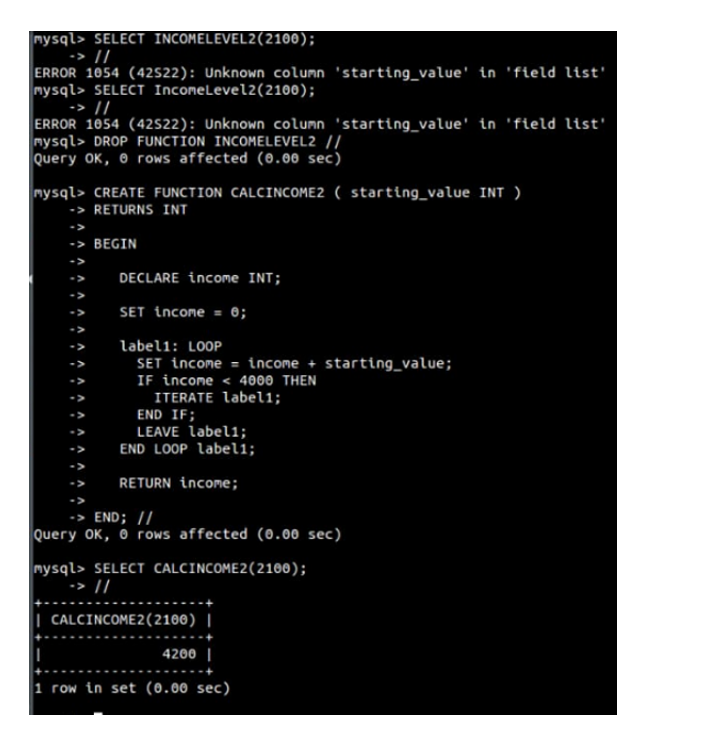 mysql> SELECT INCOMELEVEL2(2100);
    -> //
ERROR 1054 (42S22): Unknown column 'starting_value' in 'field list'
mysql> SELECT IncomeLevel2(2100);
    -> //
ERROR 1054 (42S22): Unknown column 'starting_value' in 'field list'
mysql> DROP FUNCTION INCOMELEVEL2 //
Query OK, 0 rows affected (0.00 sec)

mysql> CREATE FUNCTION CALCINCOME2 ( starting_value INT )
    -> RETURNS INT
    ->
    -> BEGIN
    ->
    ->    DECLARE income INT;
    ->
    ->    SET income = 0;
    ->
    ->    label1: LOOP
    ->      SET income = income + starting_value;
    ->      IF income < 4000 THEN
    ->        ITERATE label1;
    ->      END IF;
    ->      LEAVE label1;
    ->    END LOOP label1;
    ->
    ->    RETURN income;
    ->
    -> END; //
Query OK, 0 rows affected (0.00 sec)

mysql> SELECT CALCINCOME2(2100);
    -> //
+-------------------+
| CALCINCOME2(2100) |
+-------------------+
|              4200 |
+-------------------+
1 row in set (0.00 sec)